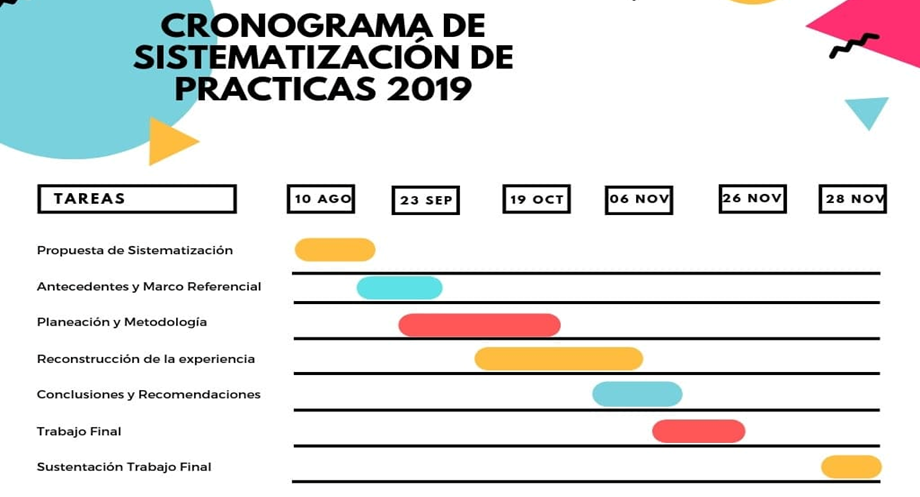 CRONOGRAMA DE
SISTEMATIZACIÓN DE
PRACTICAS 2019
TAREAS
10 AGO
23 SEP
19 OCT
06 NOV
26 NOV
28 NOV
Propuesta de Sistematización
Antecedentes y Marco Referencial
Planeación y Metodología
Reconstrucción de la experiencia
Conclusiones y Recomendaciones
Trabajo Final
Sustentación Trabajo Final